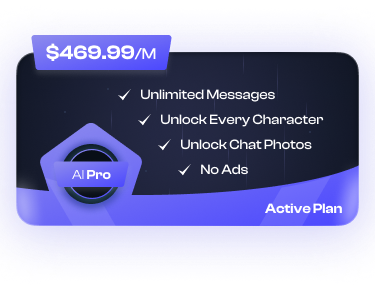 $469.99/M
Unlimited Messages
Unlock Every Character
Unlock Chat Photos
No Ads
AI Pro
Active Plan